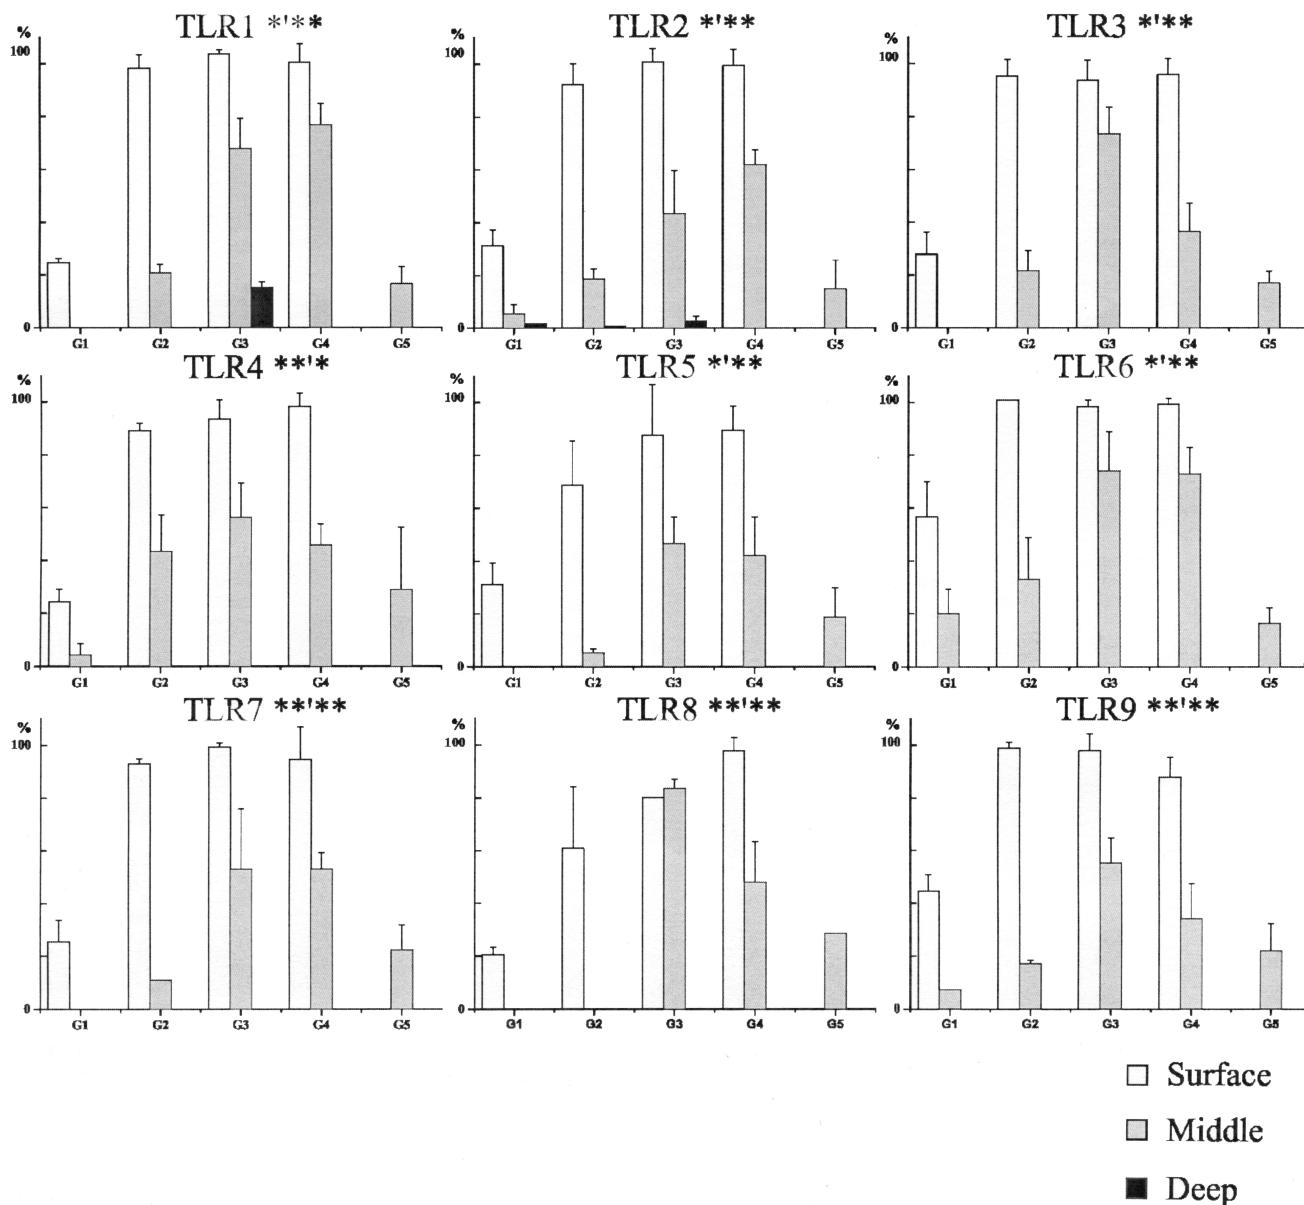 TLR1 *'**
%
100
0
G1 G2 G3 G4 G5
TLR2 *'**
%
100
0
G1 G2 G3 G4 G5
TLR3 *'**
%
100
0
G1 G2 G3 G4 G5
TLR4 **'*
%
100
0
G1 G2 G3 G4 G5
TLR5 *'**
%
100
0
G1 G2 G3 G4 G5
TLR6 *'**
%
100
0
G1 G2 G3 G4 G5
TLR7 **'**
%
100
0
G1 G2 G3 G4 G5
TLR8 **'**
%
100
0
G1 G2 G3 G4 G5
TLR9 **'**
%
100
0
G1 G2 G3 G4 G5
Surface
Middle
Deep